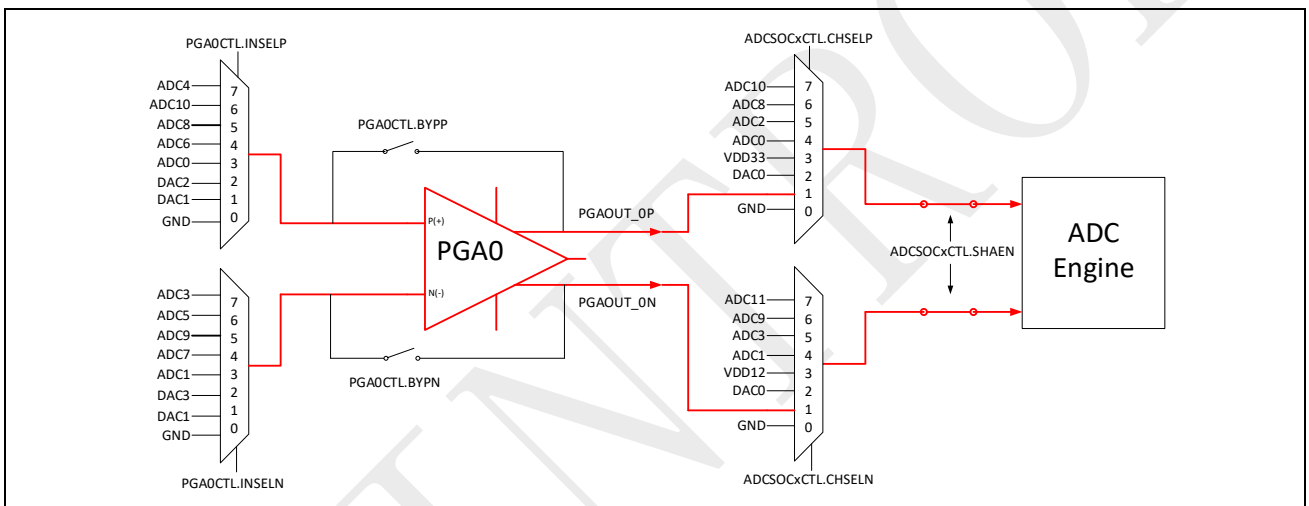 PGA0CTL.INSELP
ADC4 7
ADC10 6
ADC8 5
ADC6 4
ADC0 3
DAC2 2
DAC1 1
GND 0
PGA0CTL.BYPP
P(+)
PGA0
N(-)
PGAOUT_0P
PGAOUT_0N
PGA0CTL.BYPN
ADC3 7
ADC5 6
ADC9 5
ADC7 4
ADC1 3
DAC3 2
DAC1 1
GND 0
PGA0CTL.INSELN
ADCSOCxCTL.CHSELP
ADC10 7
ADC8 6
ADC2 5
ADC0 4
VDD33 3
DAC0 2
1
GND 0
ADCSOCxCTL.SHAEN
ADC
Engine
ADC11 7
ADC9 6
ADC3 5
ADC1 4
VDD12 3
DAC0 2
1
GND 0
ADCSOCxCTL.CHSELN